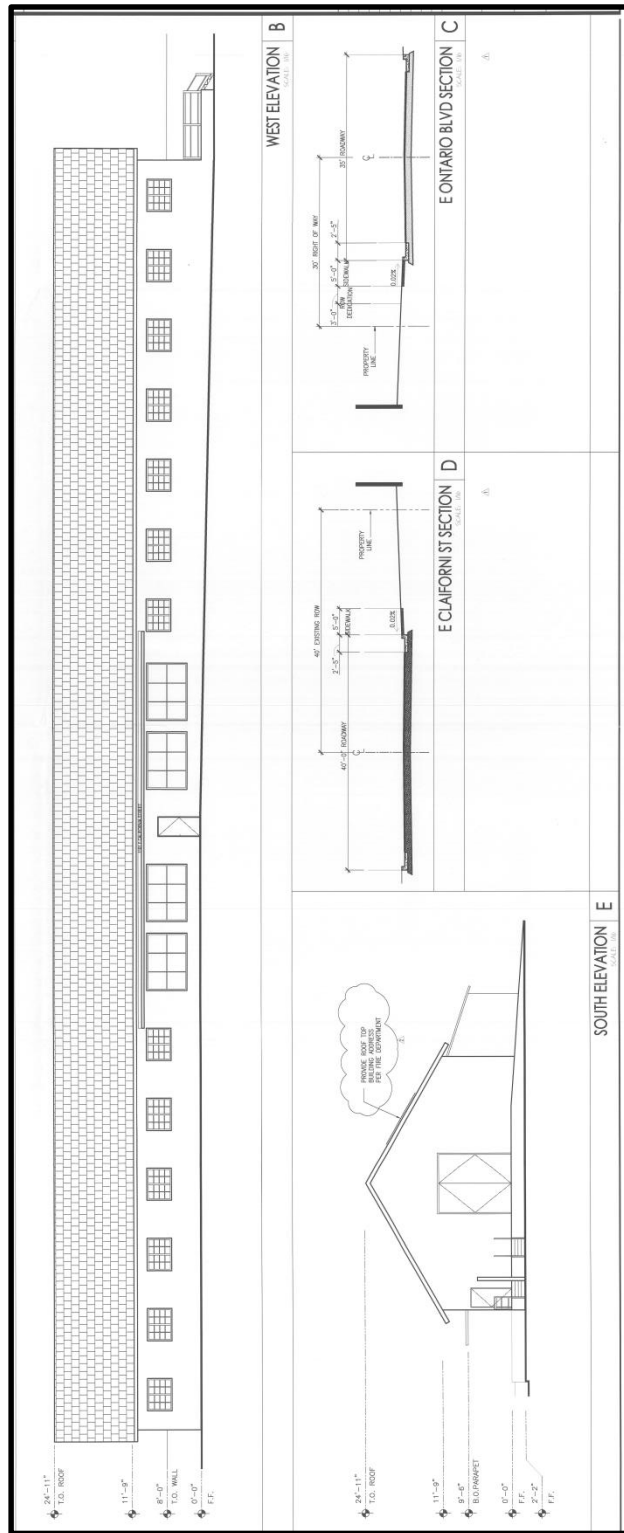 24'-11"
T.O. ROOF
11'-9"
8'-0"
T.O. WALL
0'-0"
F.F.
WEST ELEVATION
B
24'-11"
T.O. ROOF
11'-9"
9'-6"
B.O.PARAPET
0'-0"
F.F.
2'-2"
F.F.
PROVIDE ROOF TOP
BUILDING ADDRESS
PER FIRE DEPARTMENT
SOUTH ELEVATION
E
40' EXISTING ROW
40'-0" ROADWAY
2'-5"
5'-0"
SIDEWALK
0.02%
PROPERTY
LINE
E CLAIFORNI ST SECTION
D
30' RIGHT OF WAY
3'-0"
ROW
DEDICATION
5'-0"
SIDEWALK
2'-5"
35' ROADWAY
0.02%
PROPERTY
LINE
E ONTARIO BLVD SECTION
C